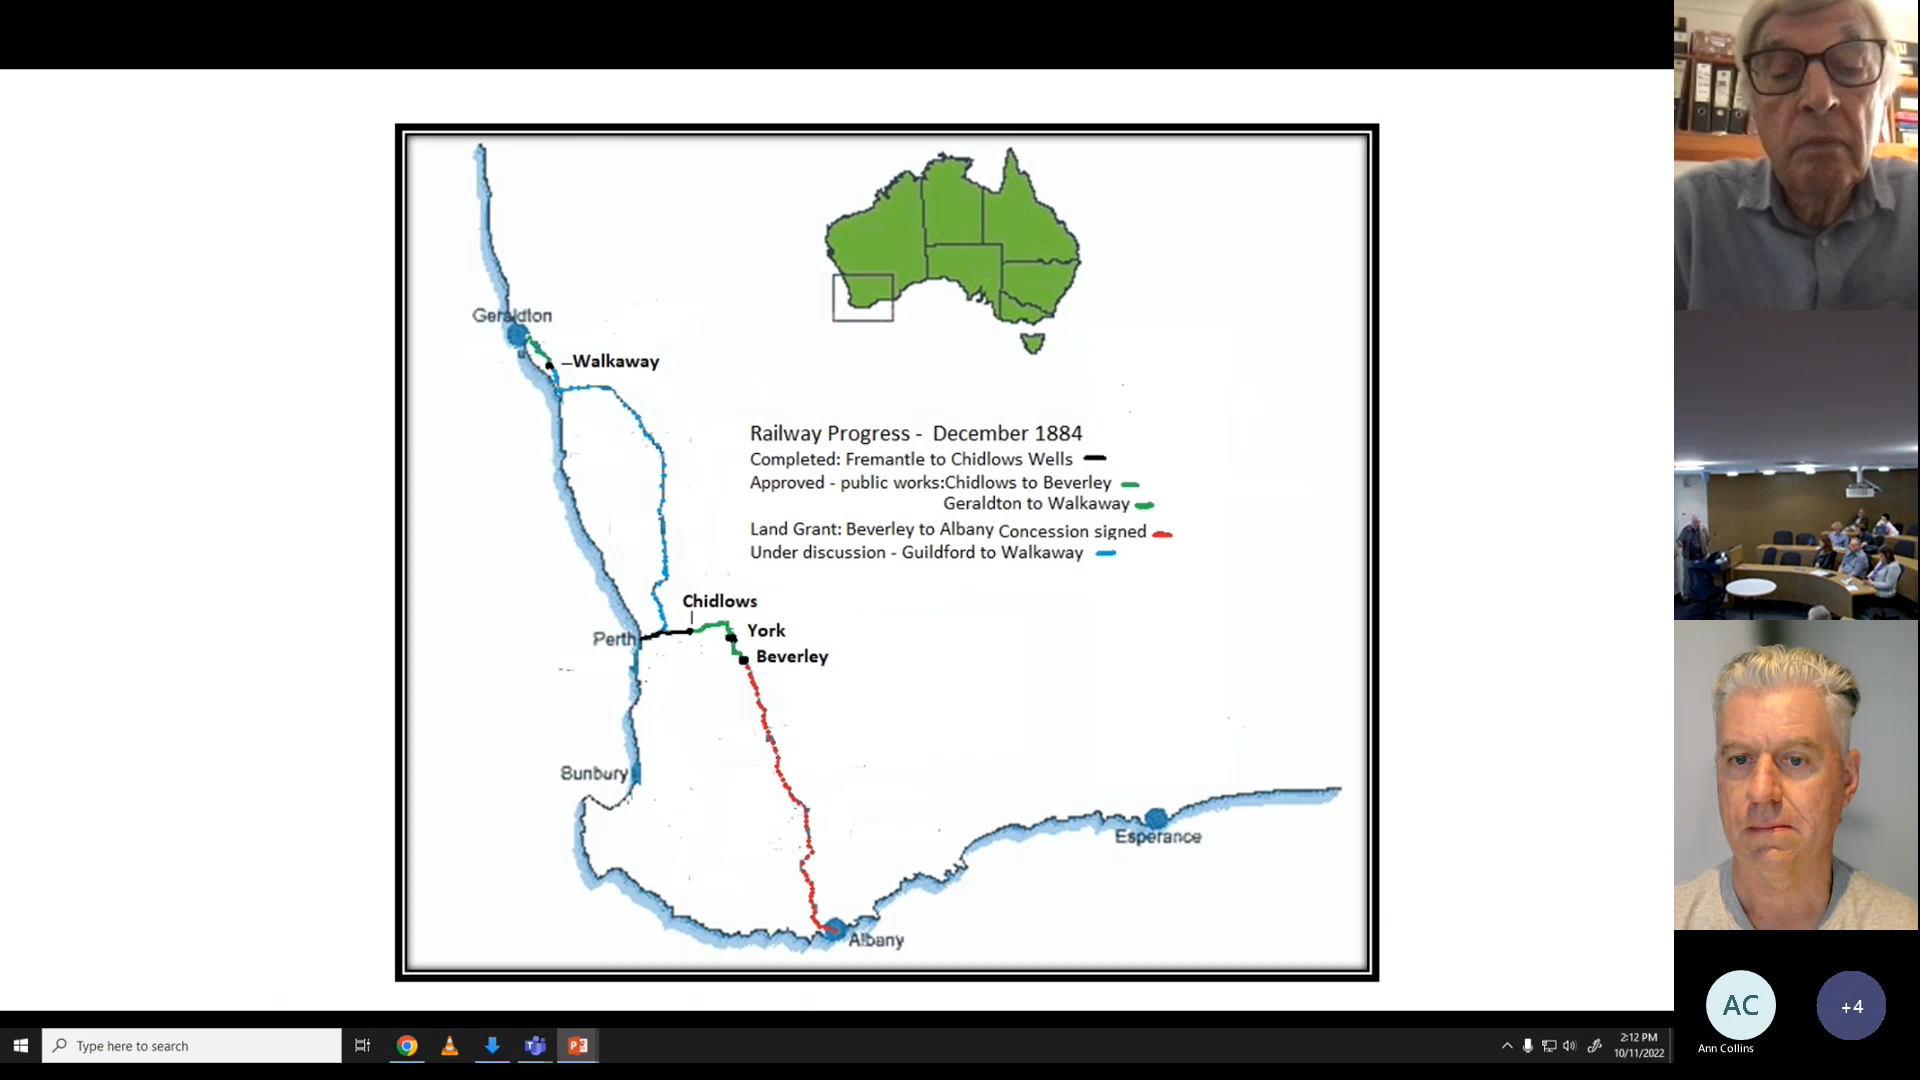 Geraldton
Walkaway
Railway Progress - December 1884
Completed: Fremantle to Chidlows Wells
Approved - public works:Chidlows to Beverley
Geraldton to Walkaway
Land Grant: Beverley to Albany Concession signed
Under discussion - Guildford to Walkaway
Chidlows
Perth
York
Beverley
Bunbury
Esperance
Albany
AC
+4
Ann Collins
Type here to search
2:12 PM
10/11/2022